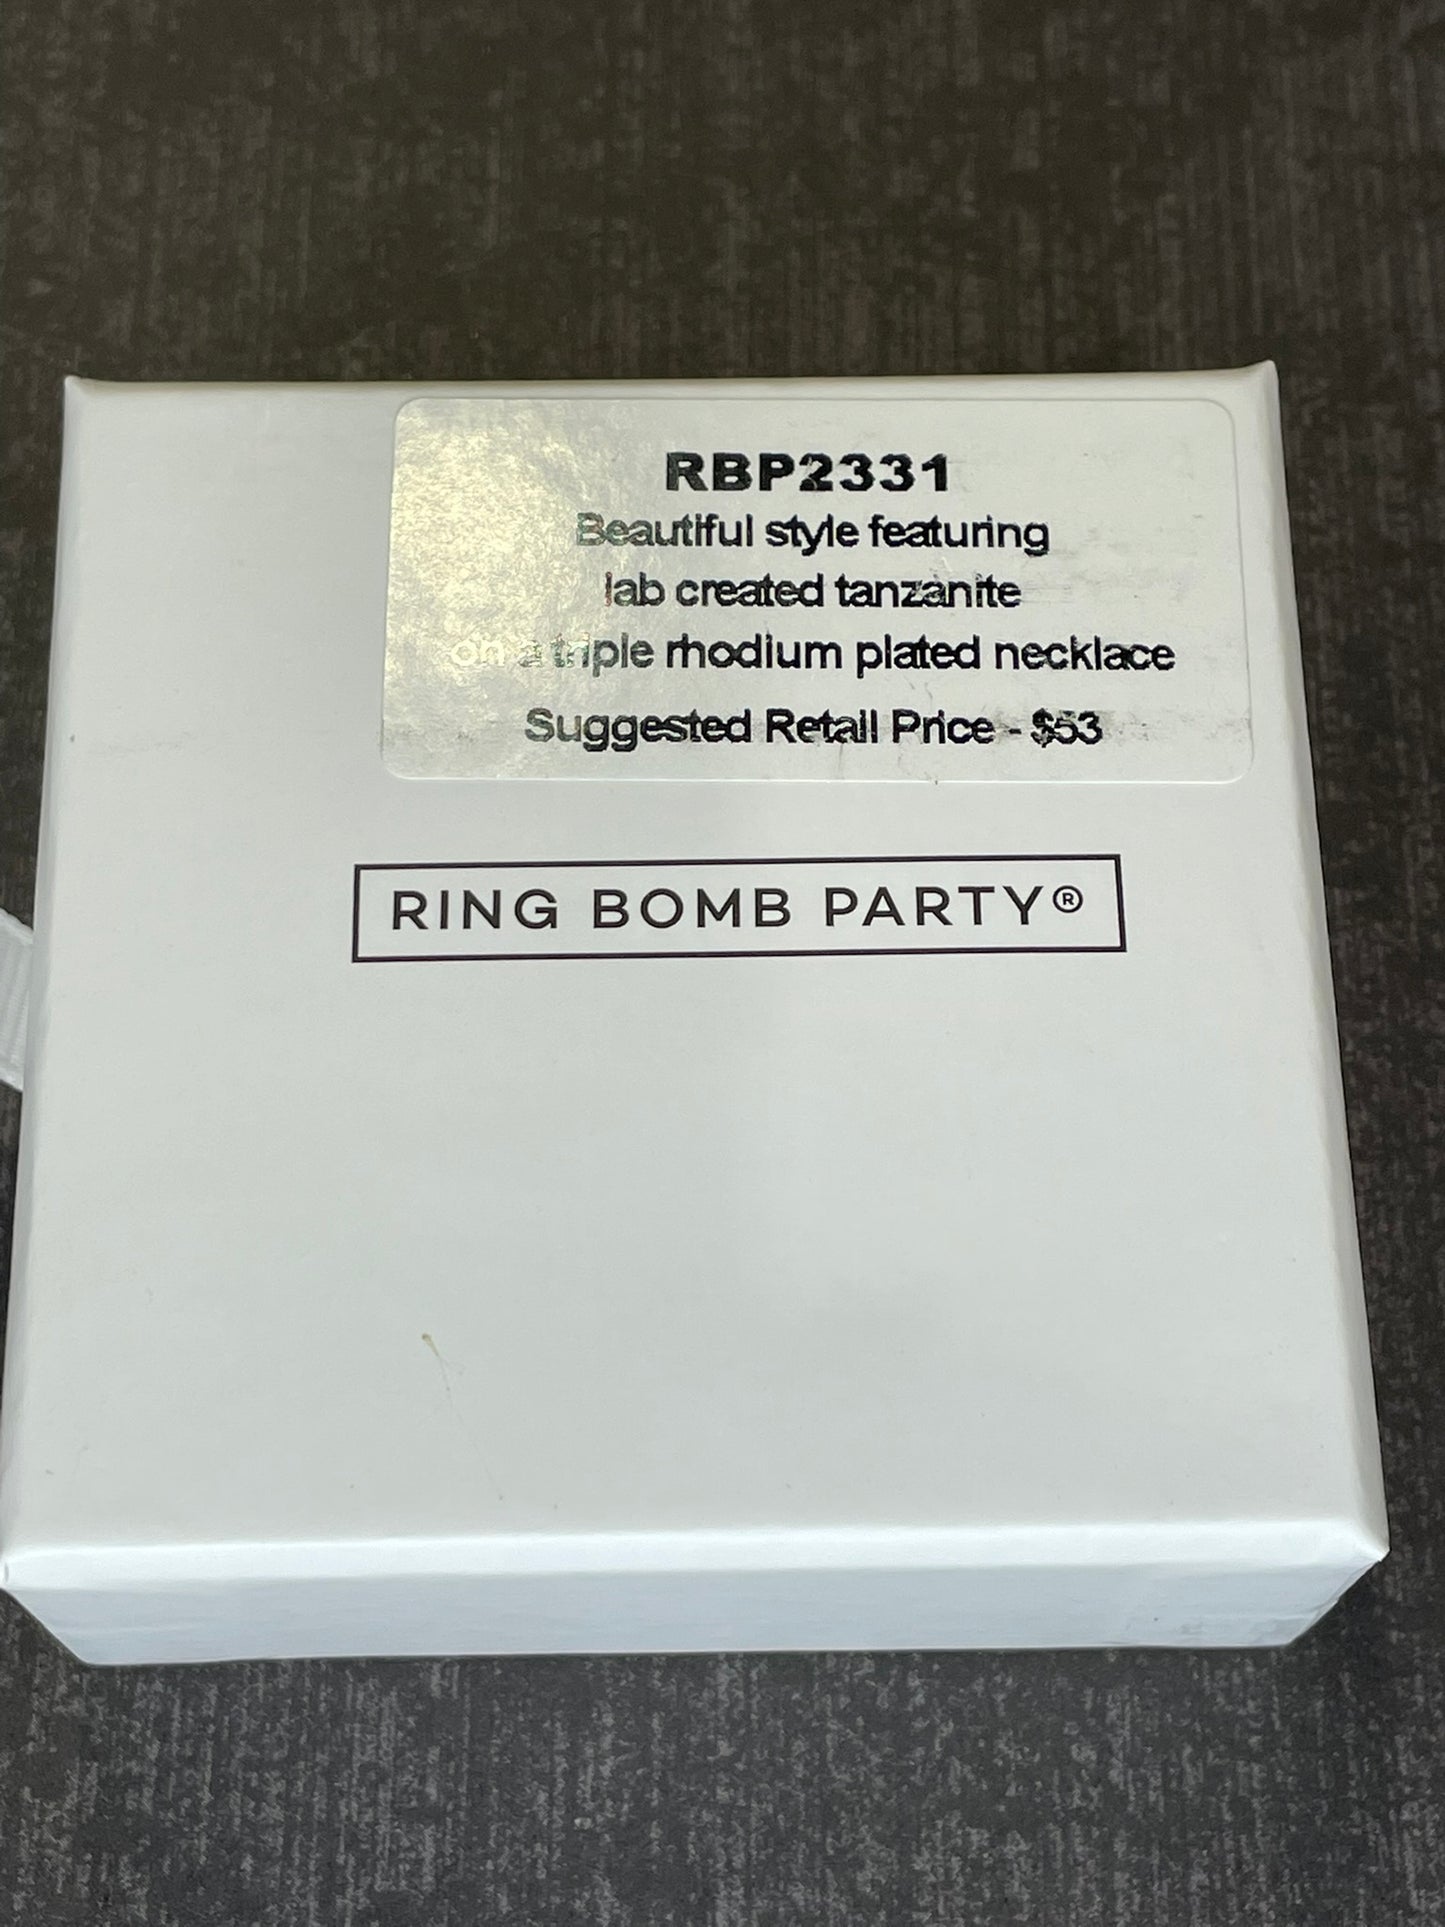 RBP2331
Beautiful style featuring
lab created tanzanite
on a triple rhodium plated necklace
Suggested Retail Price - $53
RING BOMB PARTY®